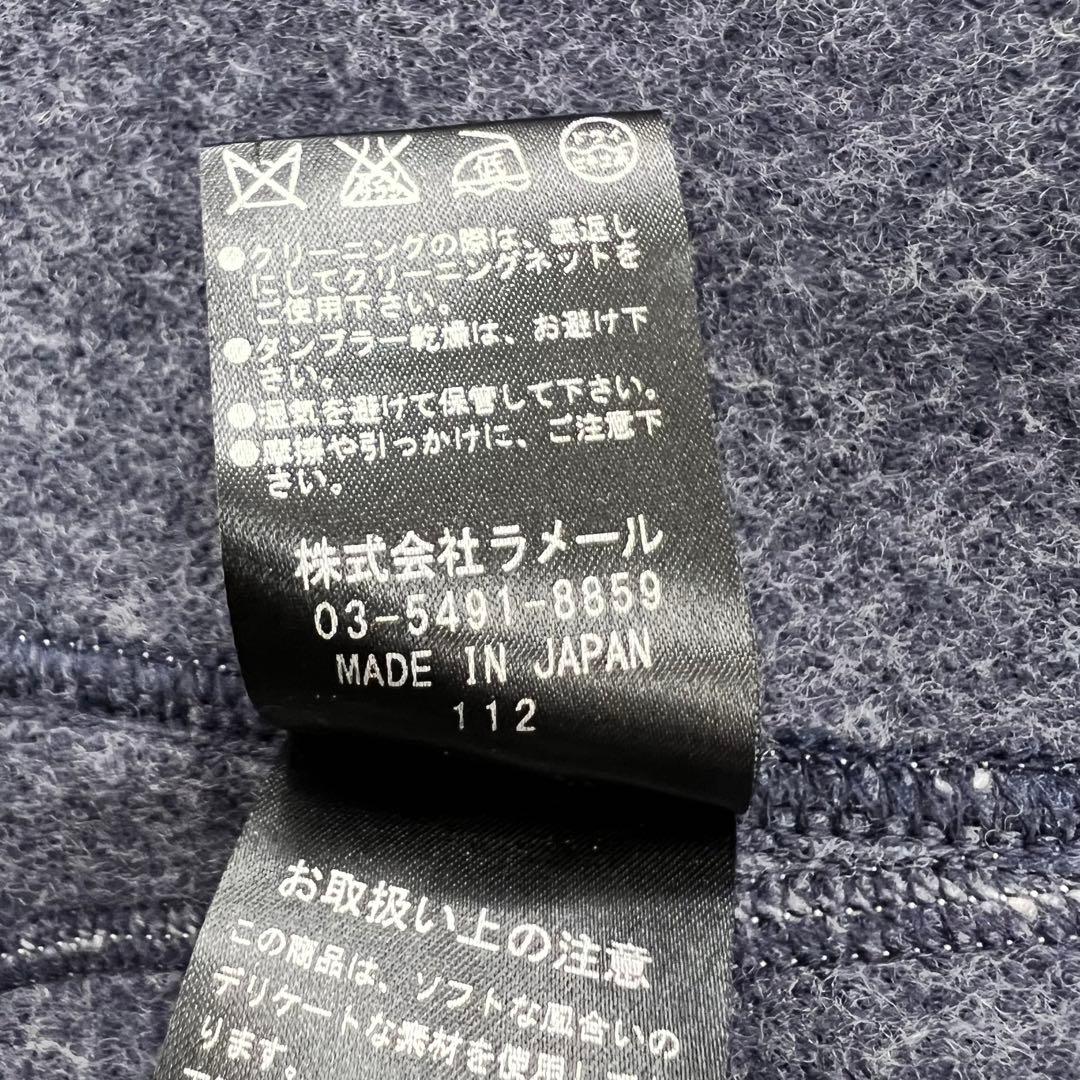 低
●クリーニングの際は、裏返し
にしてクリーニングネットを
ご使用下さい。
●タンブラー乾燥は、お避け下
さい。
●湿気を避けて保管して下さい。
●摩擦や引っかけに、ご注意下
さい。
株式会社ラメール
03-5491-8859
MADE IN JAPAN
112
お取扱い上の注意
この商品は、ソフトな風合いの
デリケートな素材を使用して
ります。